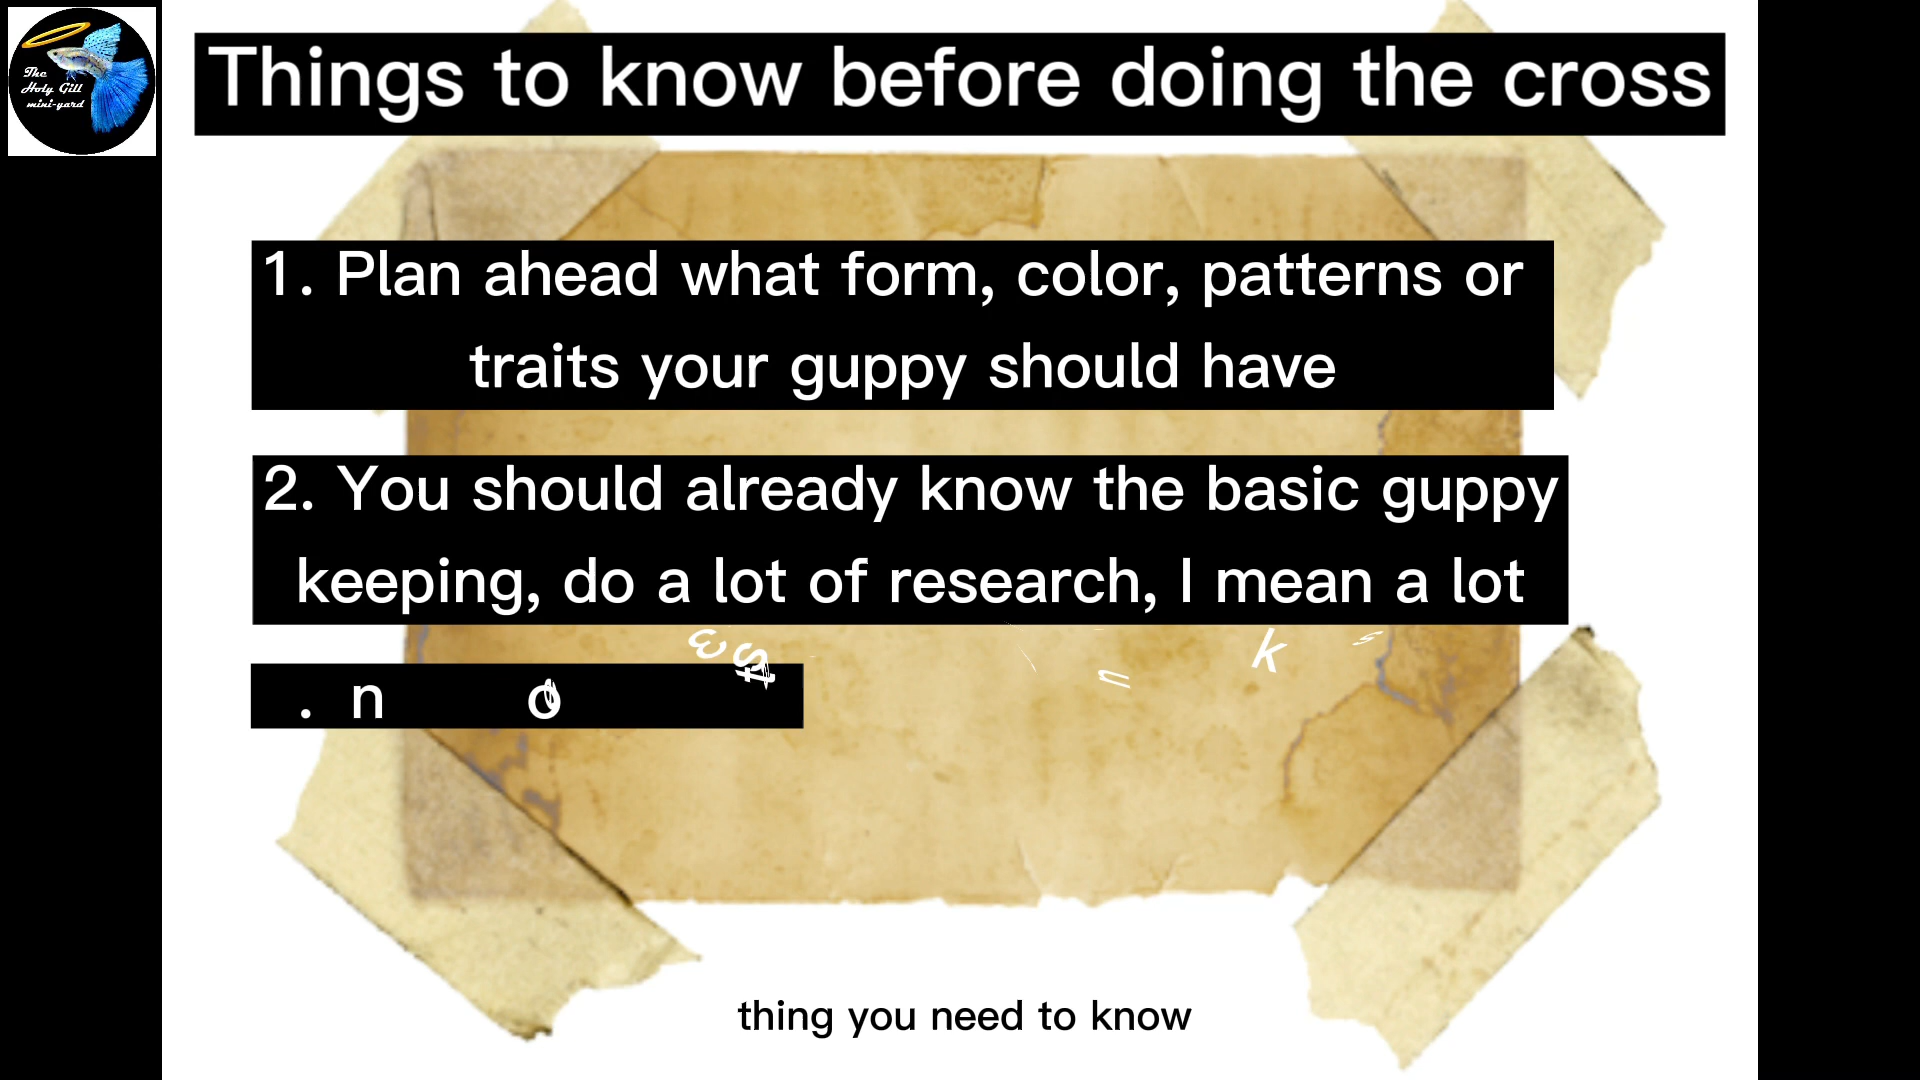 The
Holy Gill
mini-yard
Things to know before doing the cross
1. Plan ahead what form, color, patterns or
traits your guppy should have
2. You should already know the basic guppy
keeping, do a lot of research, I mean a lot
thing you need to know